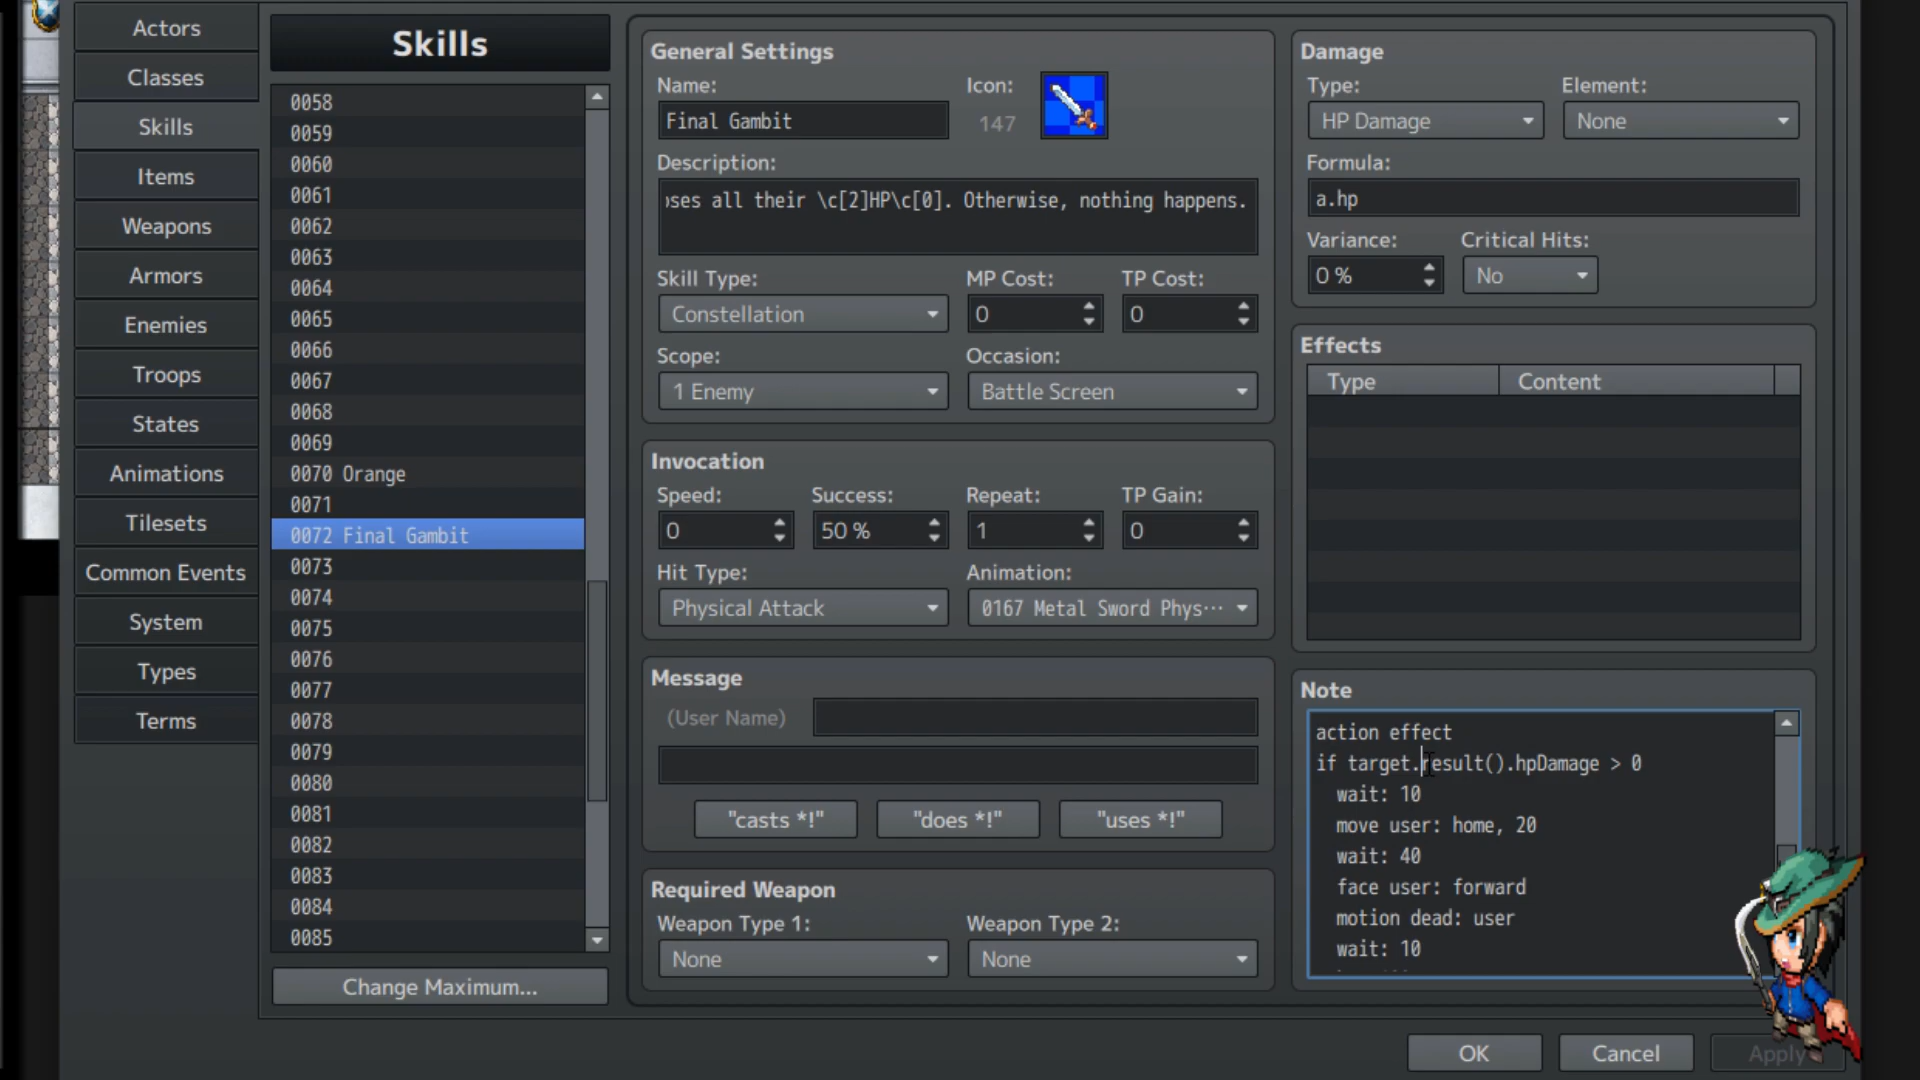 Actors
Classes
Skills
Items
Weapons
Armors
Enemies
Troops
States
Animations
Tilesets
Common Events
System
Types
Terms
Skills
0058
0059
0060
0061
0062
0063
0064
0065
0066
0067
0068
0069
0070 Orange
0071
0072 Final Gambit
0073
0074
0075
0076
0077
0078
0079
0080
0081
0082
0083
0084
0085
Change Maximum...
General Settings
Name:
Icon:
Final Gambit
147
Description:
ses all their \c[2]HP\c[0]. Otherwise, nothing happens.
Skill Type:
MP Cost:
TP Cost:
Constellation
0
0
Scope:
Occasion:
1 Enemy
Battle Screen
Invocation
Speed:
Success:
Repeat:
TP Gain:
0
50 %
1
0
Hit Type:
Animation:
Physical Attack
0167 Metal Sword Phys···
Message
(User Name)
"casts *!"
"does *!"
"uses *!"
Required Weapon
Weapon Type 1:
Weapon Type 2:
None
None
Damage
Type:
Element:
HP Damage
None
Formula:
a.hp
Variance:
Critical Hits:
0 %
No
Effects
Type
Content
Note
action effect
if target.result().hpDamage > 0
wait: 10
move user: home, 20
wait: 40
face user: forward
motion dead: user
wait: 10
OK
Cancel
Apply